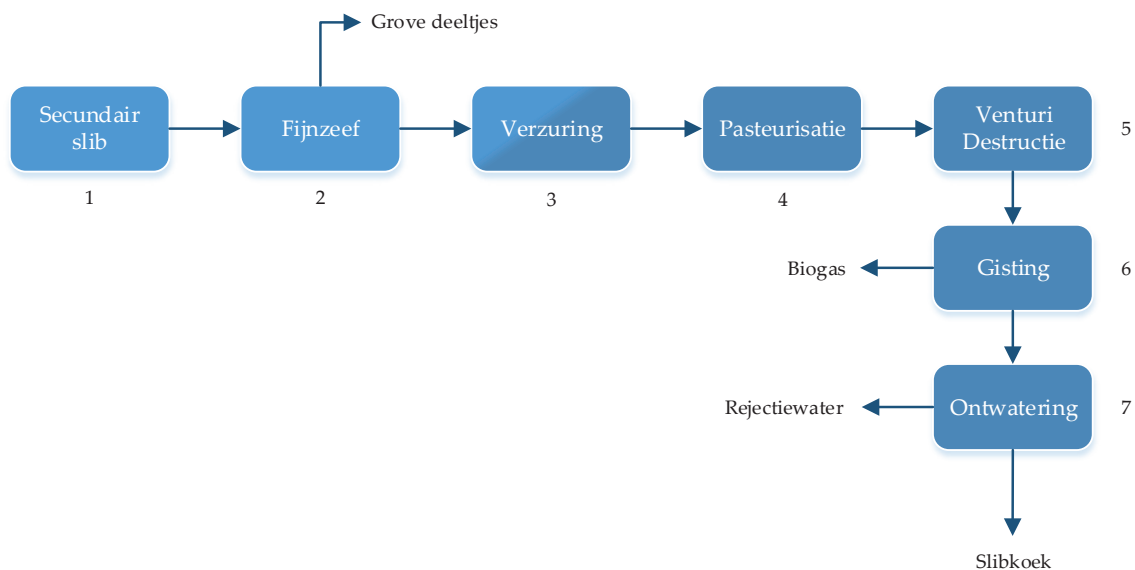 Grove deeltjes
Secundair
slib
Fijnzeef
Verzuring
Pasteurisatie
Venturi
Destructie
5
1
2
3
4
Biogas
Gisting
6
Rejectiewater
Ontwatering
7
Slibkoek